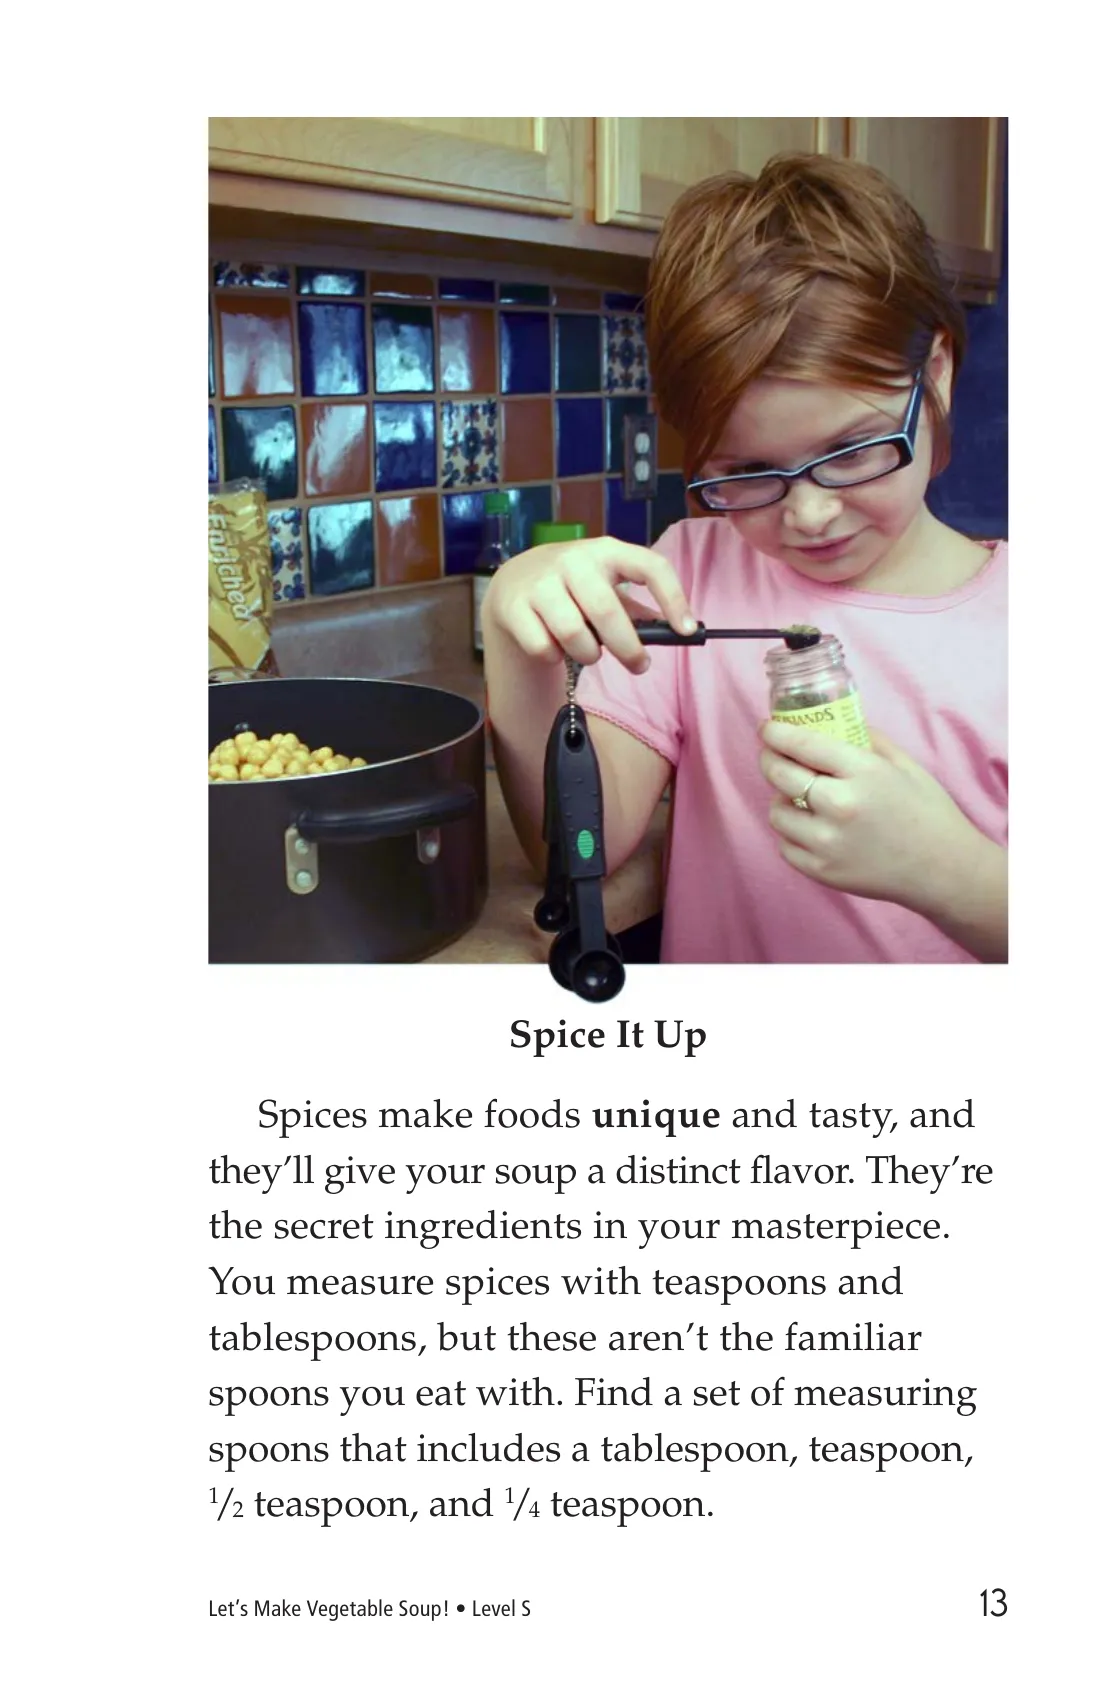 Enriched
Spice It Up
Spices make foods unique and tasty, and
they’ll give your soup a distinct flavor. They’re
the secret ingredients in your masterpiece.
You measure spices with teaspoons and
tablespoons, but these aren’t the familiar
spoons you eat with. Find a set of measuring
spoons that includes a tablespoon, teaspoon,
1/2 teaspoon, and 1/4 teaspoon.
Let’s Make Vegetable Soup! • Level S
13